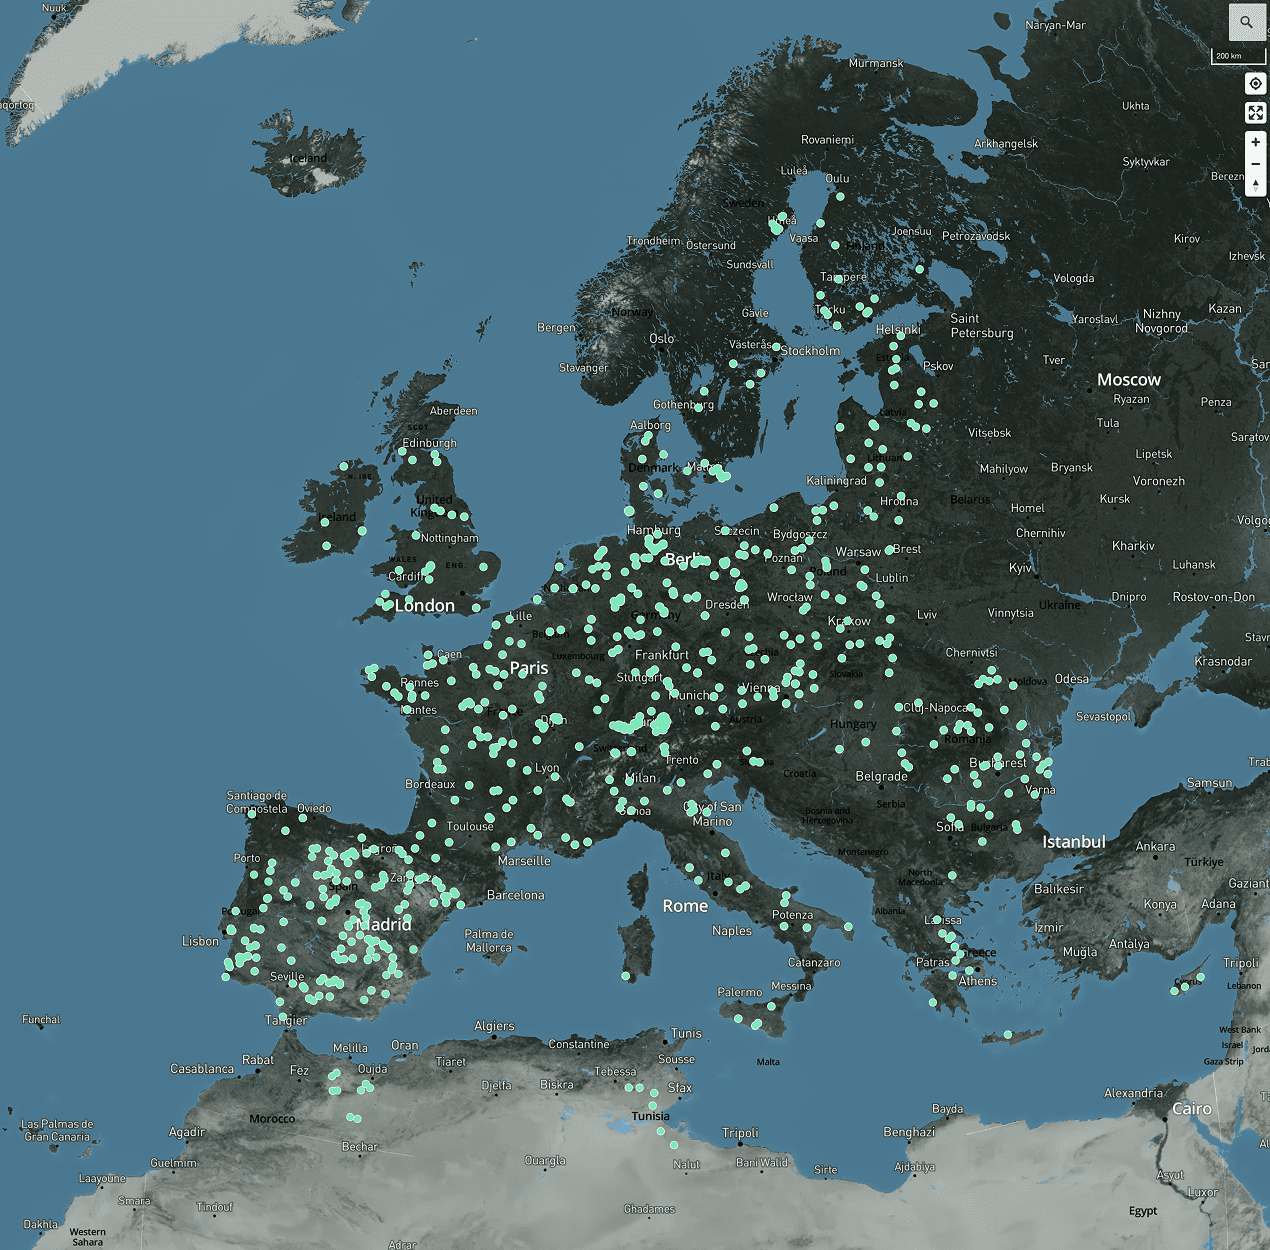 Nuuk
Naryan-Mar
200 km
Murmansk
Ukhta
Rovaniemi
Arkhangelsk
Iceland
Syktyvkar
Luleå
Oulu
Sweden
Umeå
Vaasa
Joensuu
Petrozavodsk
Trondheim
Östersund
Kirov
Izhevsk
Sundsvall
Tampere
Vologda
Norway
Gävle
Turku
Kazan
Yaroslavl
Nizhny
Novgorod
Saint
Petersburg
Bergen
Oslo
Helsinki
Västerås
Stockholm
Tver
Pskov
Stavanger
Moscow
Ryazan
Penza
Gothenburg
Aberdeen
SCOT.
Latvia
Aalborg
Tula
Vitsebsk
Edinburgh
Lipetsk
Saratov
Denmark
Mahilyow
Bryansk
N. IRE.
Kaliningrad
Voronezh
United
Kingdom
Hrodna
Belarus
Kursk
Homel
Ireland
Hamburg
Szczecin
Bydgoszcz
Chernihiv
Nottingham
Kharkiv
Berlin
Poznan
Warsaw
Brest
WALES
ENG.
Cardiff
Kyiv
Luhansk
Poland
Lublin
London
Wrocław
Dresden
Dnipro
Rostov-on-Don
Ukraine
Lille
Germany
Lviv
Vinnytsia
Krakow
Luxembourg
Caen
Frankfurt
Chernivtsi
Krasnodar
Paris
Slovakia
Rennes
Stuttgart
Moldova
Odesa
Munich
Vienna
Nantes
Cluj-Napoca
Sevastopol
Austria
Hungary
Romania
Lyon
Trento
Bucharest
Croatia
Milan
Belgrade
Bordeaux
Samsun
Varna
Santiago de
Compostela
Oviedo
Serbia
City of San
Marino
Bosnia and
Herzegovina
Toulouse
Sofia
Bulgaria
Istanbul
Ankara
Montenegro
Porto
Marseille
Türkiye
North
Macedonia
Italy
Spain
Balıkesir
Barcelona
Rome
Konya
Adana
Albania
Potenza
Larissa
Madrid
Naples
İzmir
Palma de
Mallorca
Lisbon
Antalya
Muğla
Greece
Patras
Catanzaro
Tripoli
Seville
Athens
Messina
Lebanon
Palermo
Funchal
Tangier
Algiers
Tunis
West Bank
Oran
Constantine
Melilla
Israel
Malta
Gaza Strip
Rabat
Casablanca
Fez
Oujda
Tiaret
Tebessa
Sousse
Djelfa
Biskra
Sfax
Alexandria
Cairo
Bayda
Morocco
Tunisia
Las Palmas de
Gran Canaria
Agadir
Tripoli
Benghazi
Bechar
Guelmim
Ouargla
Nalut
Bani Walid
Sirte
Ajdabiya
Laayoune
Asyut
Luxor
Smara
Tindouf
Ghadames
Egypt
Dakhla
Western
Sahara
Adrar